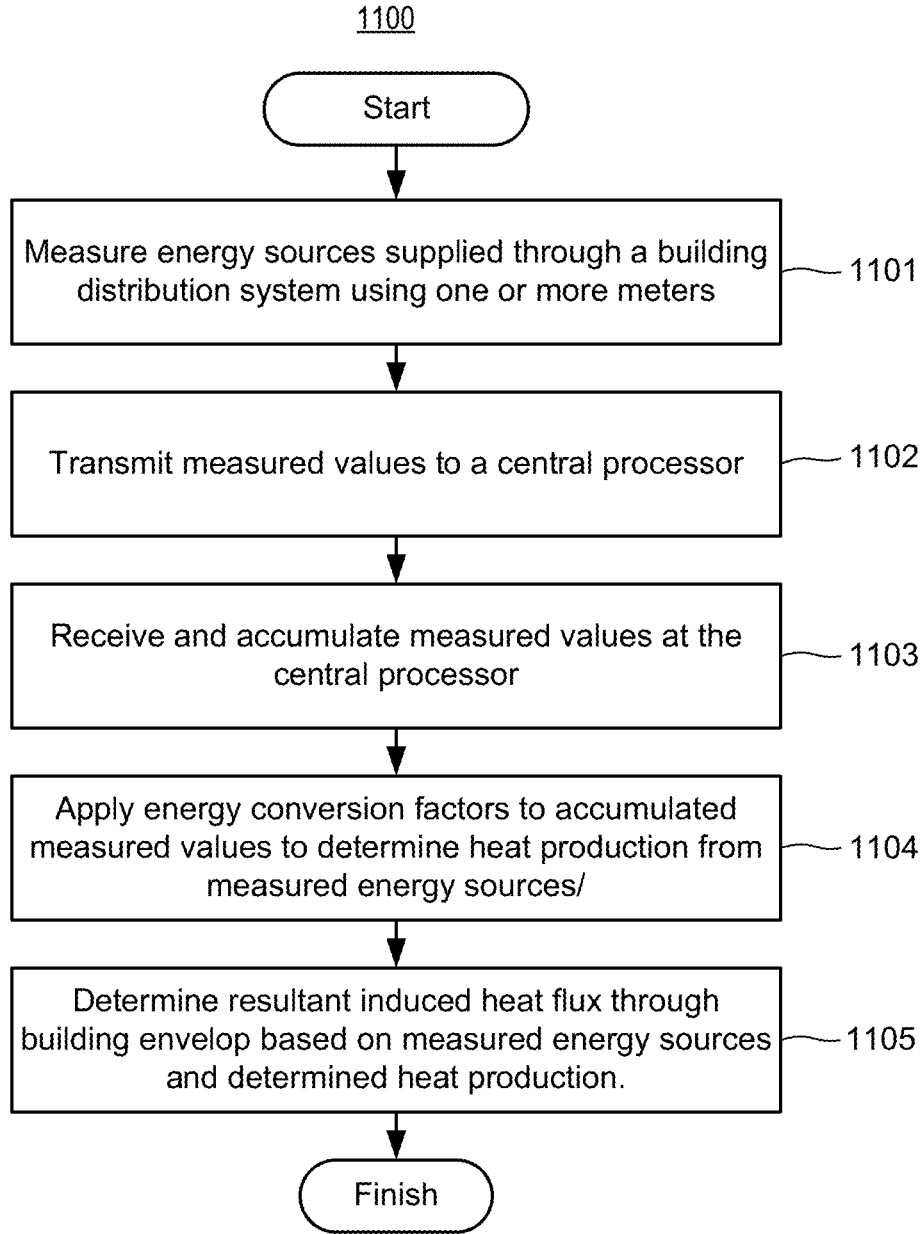 1100
Start
Measure energy sources supplied through a building
distribution system using one or more meters
1101
Transmit measured values to a central processor
1102
Receive and accumulate measured values at the
central processor
1103
Apply energy conversion factors to accumulated
measured values to determine heat production from
measured energy sources/
1104
Determine resultant induced heat flux through
building envelop based on measured energy sources
and determined heat production.
1105
Finish